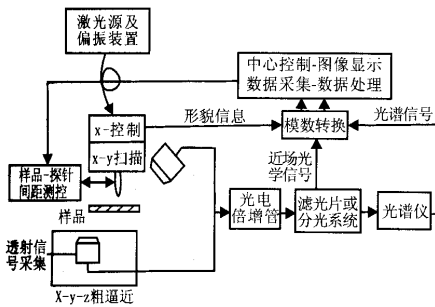 激光源及
偏振装置
中心控制-图像显示
数据采集-数据处理
x-控制
形貌信息
模数转换
光谱信号
x-y扫描
样品-探针
间距测控
近场光
学信号
样品
光电
倍增管
滤光片或
分光系统
光谱仪
透射信
号采集
X-y-z粗逼近